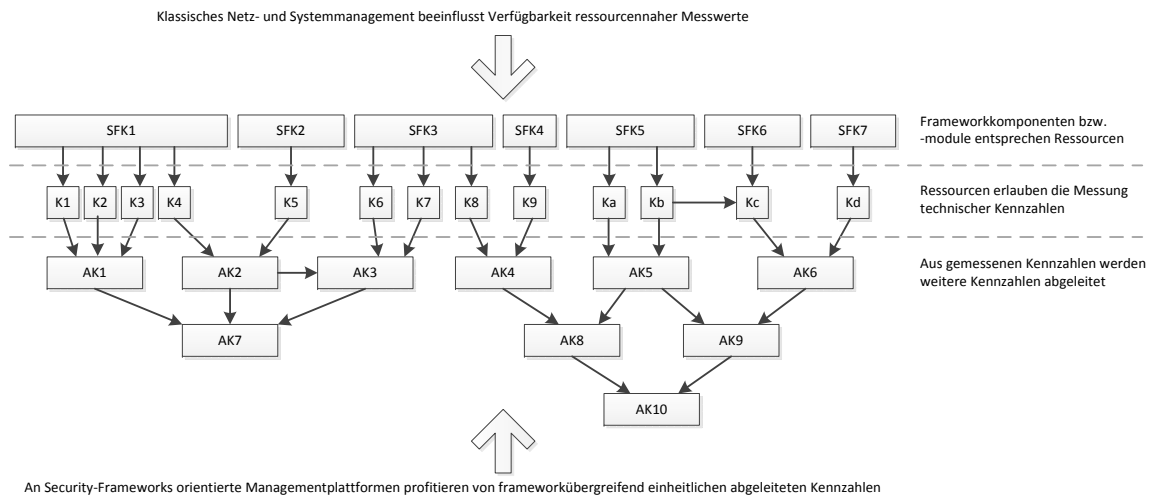 Klassisches Netz- und Systemmanagement beeinflusst Verfügbarkeit ressourcennaher Messwerte
SFK1 SFK2 SFK3 SFK4 SFK5 SFK6 SFK7
Frameworkkomponenten bzw.
-module entsprechen Ressourcen
K1 K2 K3 K4 K5 K6 K7 K8 K9 Ka Kb Kc Kd
Ressourcen erlauben die Messung
technischer Kennzahlen
AK1 AK2 AK3 AK4 AK5 AK6
Aus gemessenen Kennzahlen werden
weitere Kennzahlen abgeleitet
AK7 AK8 AK9
AK10
An Security-Frameworks orientierte Managementplattformen profitieren von frameworkübergreifend einheitlichen abgeleiteten Kennzahlen